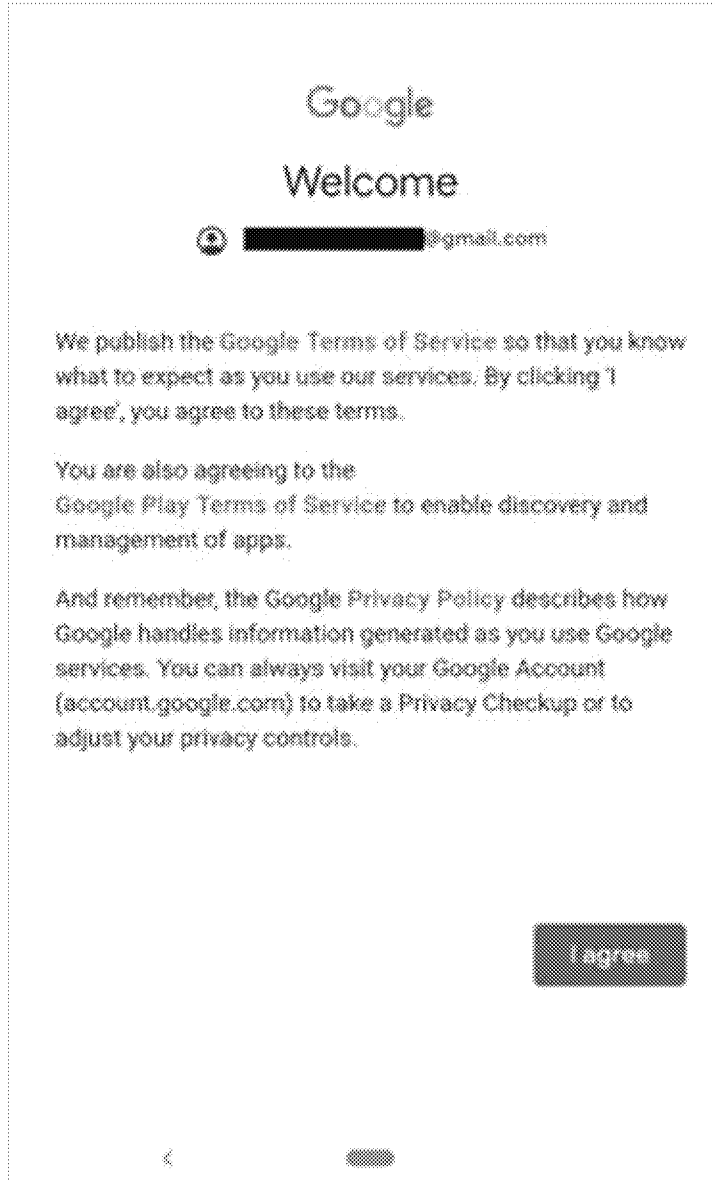 Google
Welcome
@gmail.com
We publish the Google Terms of Service so that you know
what to expect as you use our services. By clicking 'I
agree', you agree to these terms.
You are also agreeing to the
Google Play Terms of Service to enable discovery and
management of apps.
And remember, the Google Privacy Policy describes how
Google handles information generated as you use Google
services. You can always visit your Google Account
(account.google.com) to take a Privacy Checkup or to
adjust your privacy controls.
I agree